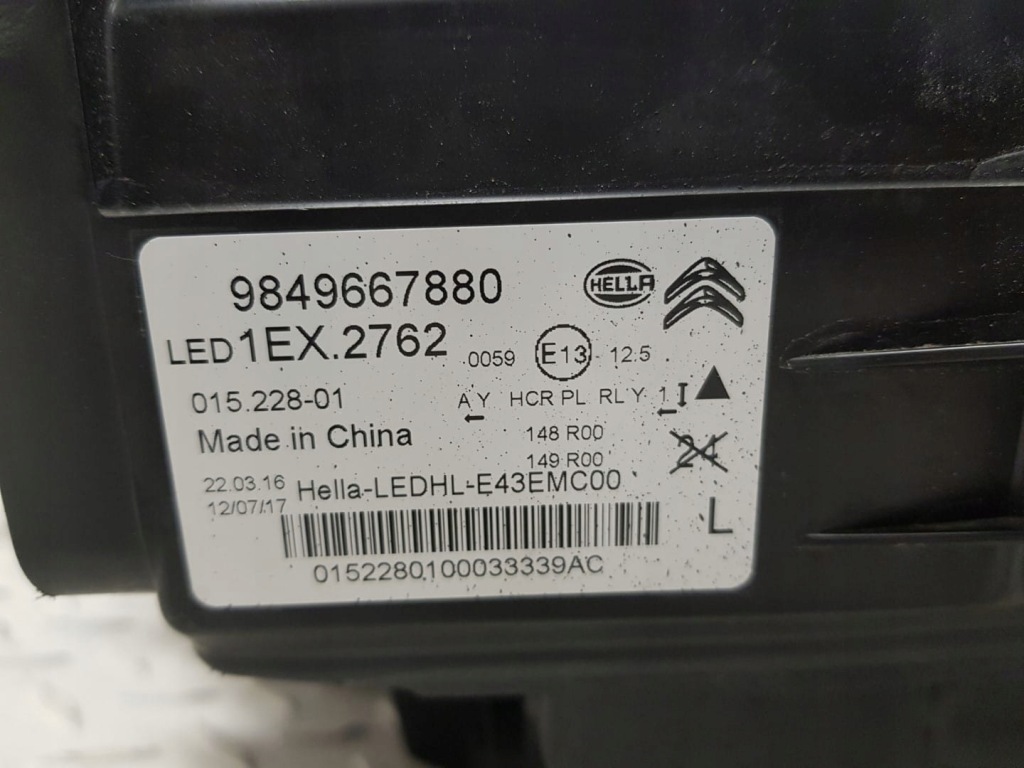 9849667880
HELLA
LED 1EX.2762
0059 E13 12.5
015.228-01
A Y HCR PL RL Y 1 I
Made in China
148 R00
149 R00
24
22.03.16
12/07/17
Hella-LEDHL-E43EMC00
L
0152280100033339AC